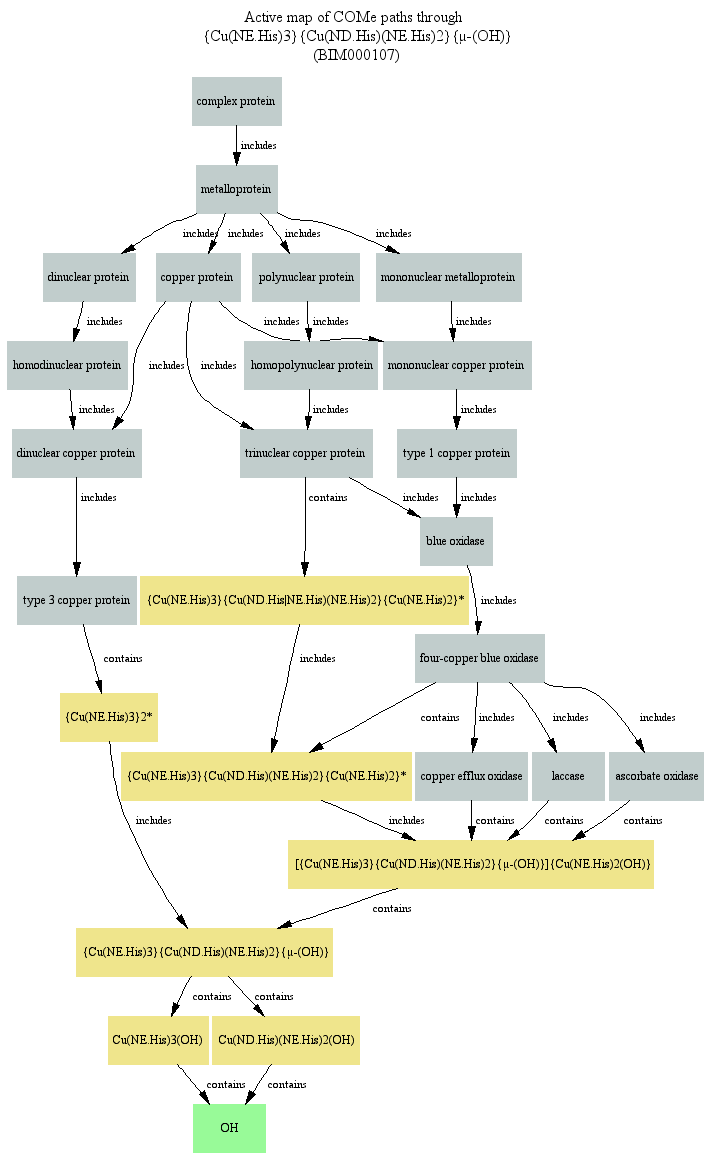 Active map of COMe paths through
{Cu(NE.His)3}{Cu(ND.His)(NE.His)2}{μ-(OH)}
(BIM000107)
complex protein
includes
metalloprotein
includes includes includes includes
dinuclear protein copper protein polynuclear protein mononuclear metalloprotein
includes includes includes includes
homodinuclear protein homopolynuclear protein mononuclear copper protein
includes includes includes includes includes
dinuclear copper protein trinuclear copper protein type 1 copper protein
includes contains includes includes
blue oxidase
type 3 copper protein {Cu(NE.His)3}{Cu(ND.His|NE.His)(NE.His)2}{Cu(NE.His)2}* includes
contains includes four-copper blue oxidase
{Cu(NE.His)3}2* contains includes includes includes
{Cu(NE.His)3}{Cu(ND.His)(NE.His)2}{Cu(NE.His)2}* copper efflux oxidase laccase ascorbate oxidase
includes includes contains contains contains
[{Cu(NE.His)3}{Cu(ND.His)(NE.His)2}{μ-(OH)}]{Cu(NE.His)2(OH)}
contains
{Cu(NE.His)3}{Cu(ND.His)(NE.His)2}{μ-(OH)}
contains contains
Cu(NE.His)3(OH) Cu(ND.His)(NE.His)2(OH)
contains contains
OH